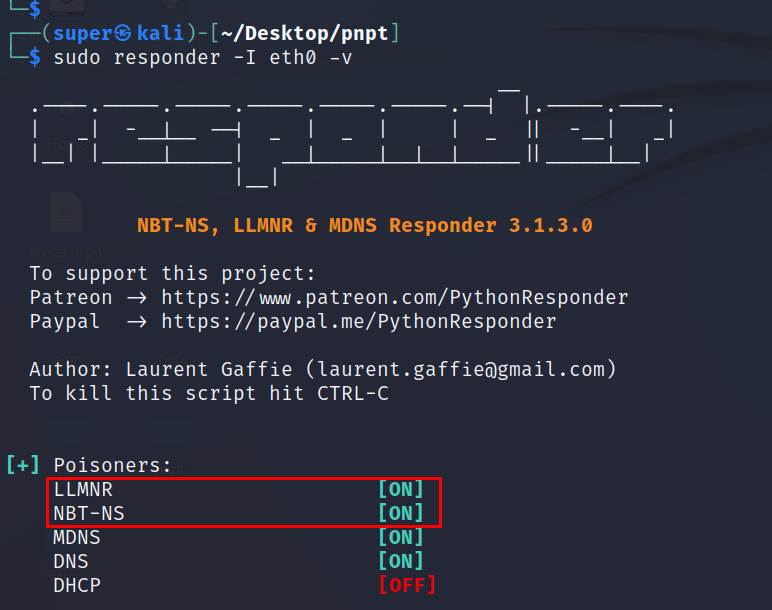 └─$
┌──(super㉿kali)-[~/Desktop/pnpt]
└─$ sudo responder -I eth0 -v
NBT-NS, LLMNR & MDNS Responder 3.1.3.0
To support this project:
Patreon -> https://www.patreon.com/PythonResponder
Paypal -> https://paypal.me/PythonResponder
Author: Laurent Gaffie (laurent.gaffie@gmail.com)
To kill this script hit CTRL-C
[+] Poisoners:
LLMNR [ON]
NBT-NS [ON]
MDNS [ON]
DNS [ON]
DHCP [OFF]